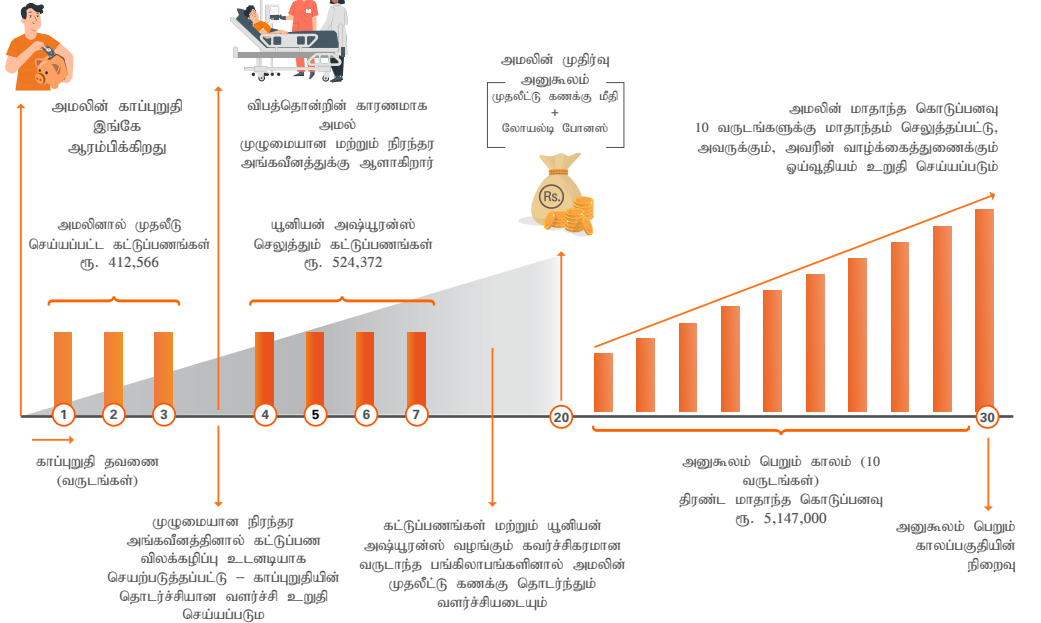 அமலின் காப்புறுதி
இங்கே
ஆரம்பிக்கிறது
விபத்தொன்றின் காரணமாக
அமல்
முழுமையான மற்றும் நிரந்தர
அங்கவீனத்துக்கு ஆளாகிறார்
அமலின் முதிர்வு
அனுகூலம்
முதலீட்டு கணக்கு மீதி
+
லோயல்டி போனஸ்
Rs.
அமலின் மாதாந்த கொடுப்பனவு
10 வருடங்களுக்கு மாதாந்தம் செலுத்தப்பட்டு,
அவருக்கும், அவரின் வாழ்க்கைத்துணைக்கும்
ஓய்வூதியம் உறுதி செய்யப்படும்
அமலினால் முதலீடு
செய்யப்பட்ட கட்டுப்பணங்கள்
ரூ. 412,566
யூனியன் அஷ்யூரன்ஸ்
செலுத்தும் கட்டுப்பணங்கள்
ரூ. 524,372
1
2
3
4
5
6
7
20
30
காப்புறுதி தவணை
(வருடங்கள்)
முழுமையான நிரந்தர
அங்கவீனத்தினால் கட்டுப்பண
விலக்கழிப்பு உடனடியாக
செயற்படுத்தப்பட்டு – காப்புறுதியின்
தொடர்ச்சியான வளர்ச்சி உறுதி
செய்யப்படும
கட்டுப்பணங்கள் மற்றும் யூனியன்
அஷ்யூரன்ஸ் வழங்கும் கவர்ச்சிகரமான
வருடாந்த பங்கிலாபங்களினால் அமலின்
முதலீட்டு கணக்கு தொடர்ந்தும்
வளர்ச்சியடையும்
அனுகூலம் பெறும் காலம் (10
வருடங்கள்)
திரண்ட மாதாந்த கொடுப்பனவு
ரூ. 5,147,000
அனுகூலம் பெறும்
காலப்பகுதியின்
நிறைவு